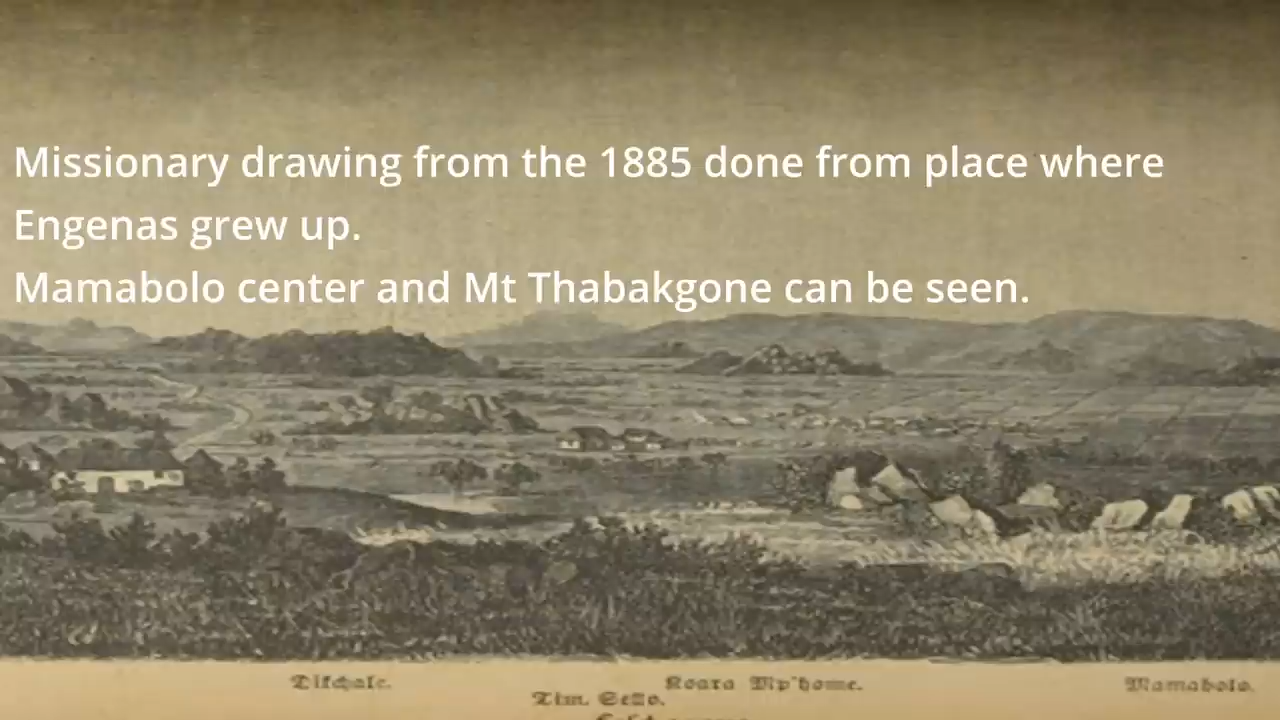 Missionary drawing from the 1885 done from place where
Engenas grew up.
Mamabolo center and Mt Thabakgone can be seen.
Dikchale. Koara Mp'home. Mamabolo.
Tim. Sello.